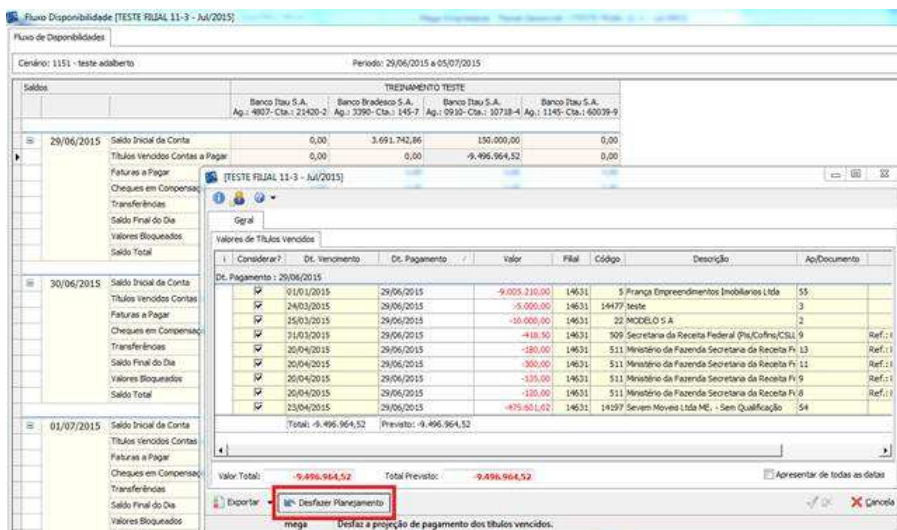 Fluxo Disponibilidade [TESTE FILIAL 11-3 - Jul/2015]
Fluxo de Disponibilidades
Cenário: 1151 - teste adalberto Período: 29/06/2015 a 05/07/2015
Saldos TREINAMENTO TESTE
Banco Itau S.A. Banco Bradesco S.A. Banco Itau S.A. Banco Itau S.A.
Ag.: 4807- Cta.: 21420-2 Ag.: 3390- Cta.: 145-7 Ag.: 0910- Cta.: 10718-4 Ag.: 1145- Cta.: 60039-9
29/06/2015 Saldo Inicial da Conta 0,00 3.691.742,86 150.000,00 0,00
Títulos Vencidos Contas a Pagar 0,00 0,00 -9.496.964,52 0,00
Faturas a Pagar
Cheques em Compensaç
Transferências
Saldo Final do Dia
Valores Bloqueados
Saldo Total
30/06/2015 Saldo Inicial da Conta
Títulos Vencidos Contas
Faturas a Pagar
Cheques em Compensaç
Transferências
Saldo Final do Dia
Valores Bloqueados
Saldo Total
01/07/2015 Saldo Inicial da Conta
Títulos Vencidos Contas
Faturas a Pagar
Cheques em Compensaç
Transferências
Saldo Final do Dia
Valores Bloqueados
[TESTE FILIAL 11-3 - Jul/2015]
Geral
Valores de Títulos Vencidos
Considerar? Dt. Vencimento Dt. Pagamento Valor Filial Código Descrição Ap/Documento
Dt. Pagamento : 29/06/2015
01/01/2015 29/06/2015 -9.005.210,00 14631 5 França Empreendimentos Imobiliarios Ltda 55
24/03/2015 29/06/2015 -5.000,00 14631 14477 teste 3
25/03/2015 29/06/2015 -10.000,00 14631 22 MODELO S A 2
31/03/2015 29/06/2015 -418,50 14631 509 Secretaria da Receita Federal (Pis/Cofins/CSLL 9 Ref.:
20/04/2015 29/06/2015 -180,00 14631 511 Ministério da Fazenda Secretaria da Receita Fe 13 Ref.:
20/04/2015 29/06/2015 -300,00 14631 511 Ministério da Fazenda Secretaria da Receita Fe 11 Ref.:
20/04/2015 29/06/2015 -135,00 14631 511 Ministério da Fazenda Secretaria da Receita Fe 9 Ref.:
20/04/2015 29/06/2015 -120,00 14631 511 Ministério da Fazenda Secretaria da Receita Fe 8 Ref.:
23/04/2015 29/06/2015 -475.601,02 14631 14197 Sevem Moveis Ltda ME. - Sem Qualificação 54
Total: -9.496.964,52 Previsto: -9.496.964,52
Valor Total: -9.496.964,52 Total Previsto: -9.496.964,52 Apresentar de todas as datas
Exportar Desfazer Planejamento OK Cancela
mega Desfaz a projeção de pagamento dos títulos vencidos.